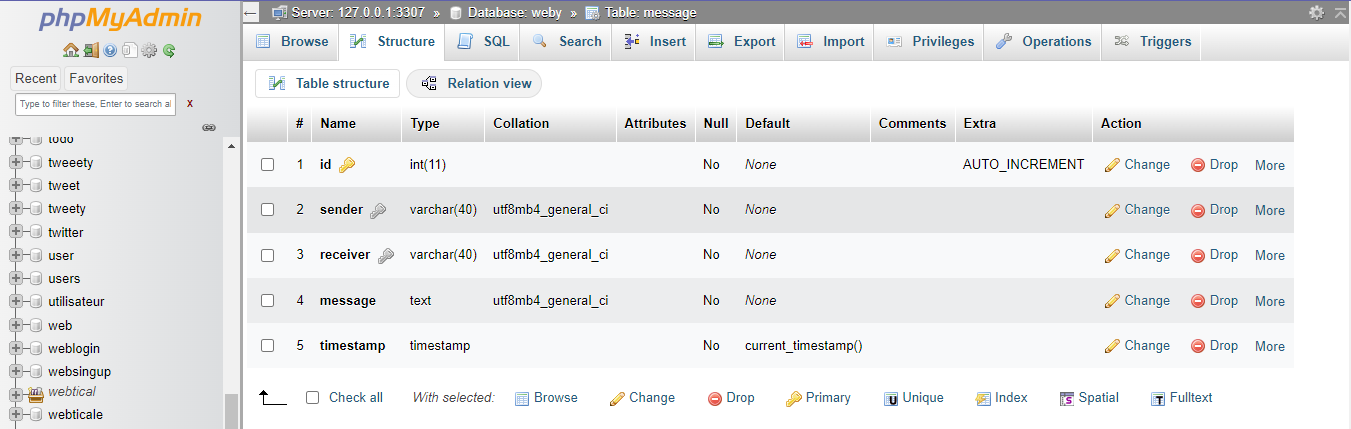 phpMyAdmin
Recent Favorites
Type to filter these, Enter to search al X
todo
tweeety
tweet
tweety
twitter
user
users
utilisateur
web
weblogin
websingup
webtical
webticale
Server: 127.0.0.1:3307 » Database: weby » Table: message
Browse Structure SQL Search Insert Export Import Privileges Operations Triggers
Table structure Relation view
# Name Type Collation Attributes Null Default Comments Extra Action
1 id int(11) No None AUTO_INCREMENT Change Drop More
2 sender varchar(40) utf8mb4_general_ci No None Change Drop More
3 receiver varchar(40) utf8mb4_general_ci No None Change Drop More
4 message text utf8mb4_general_ci No None Change Drop More
5 timestamp timestamp No current_timestamp() Change Drop More
Check all With selected: Browse Change Drop Primary Unique Index Spatial Fulltext